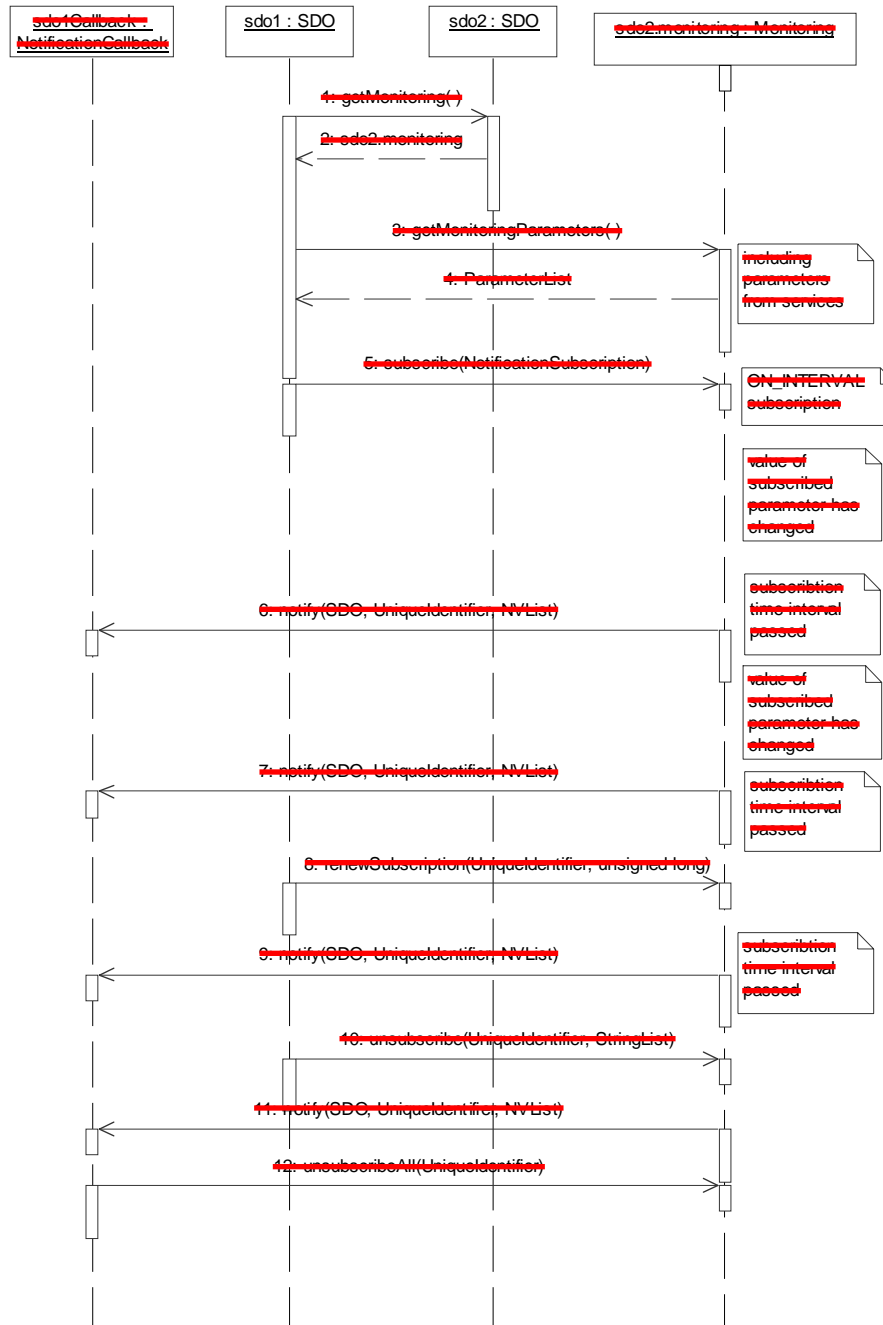 sdo1Callback :
NotificationCallback
sdo1 : SDO
sdo2 : SDO
sdo2.monitoring : Monitoring
1: getMonitoring( )
2: sdo2.monitoring
3: getMonitoringParameters( )
including
parameters
from services
4: ParameterList
5: subscribe(NotificationSubscription)
ON_INTERVAL
subscription
value of
subscribed
parameter has
changed
subscribtion
time interval
passed
6: notify(SDO, UniqueIdentifier, NVList)
value of
subscribed
parameter has
changed
7: notify(SDO, UniqueIdentifier, NVList)
subscribtion
time interval
passed
8: renewSubscription(UniqueIdentifier, unsigned long)
subscribtion
time interval
passed
9: notify(SDO, UniqueIdentifier, NVList)
10: unsubscribe(UniqueIdentifier, StringList)
11: notify(SDO, UniqueIdentifier, NVList)
12: unsubscribeAll(UniqueIdentifier)